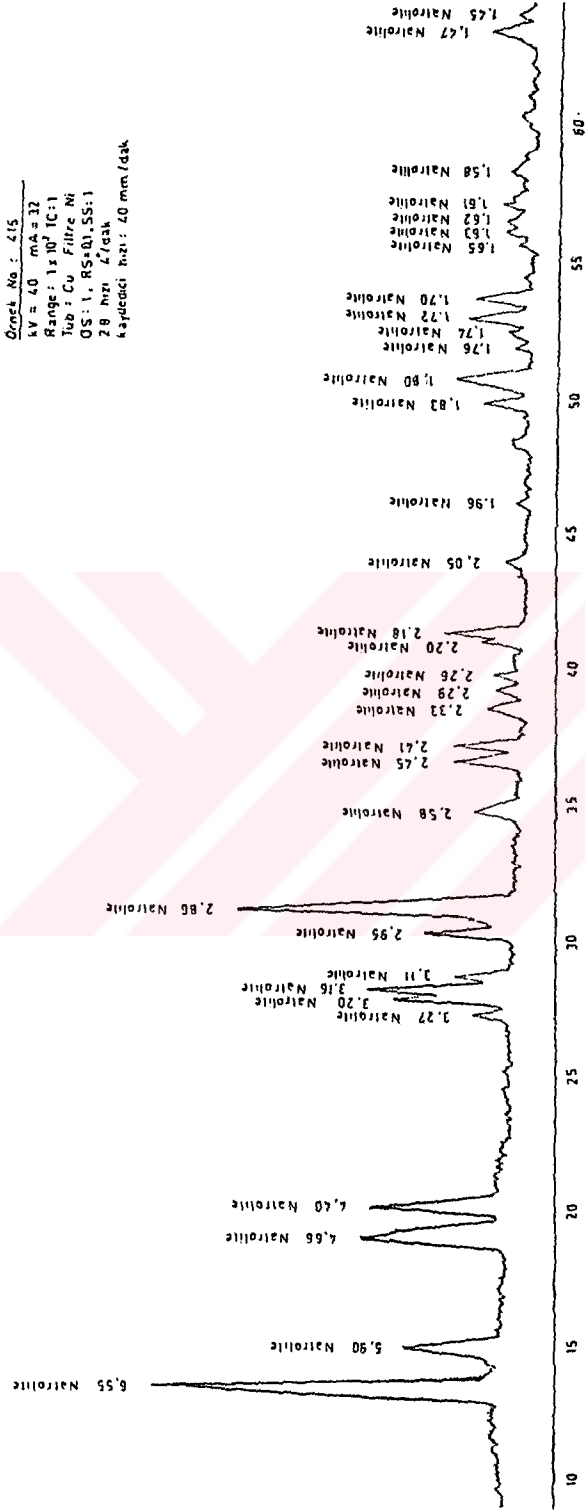 Örnek No : 415
kV = 40 mA = 32
Range : 1x10³ TC:1
Tüb : Cu Filtre Ni
DS:1, RS=0,1, SS:1
2θ hızı 4°/dak
kaydedici hızı : 40 mm/dak
6,55 Natrolite
5,90 Natrolite
4,66 Natrolite
4,40 Natrolite
3.27 Natrolite
3.20 Natrolite
3.16 Natrolite
3,11 Natrolite
2,95 Natrolite
2,86 Natrolite
2,58 Natrolite
2,45 Natrolite
2,41 Natrolite
2,33 Natrolite
2,29 Natrolite
2,26 Natrolite
2,20 Natrolite
2,18 Natrolite
2,05 Natrolite
1.96 Natrolite
1,83 Natrolite
1,80 Natrolite
1,76 Natrolite
1,74 Natrolite
1.72 Natrolite
1,70 Natrolite
1,65 Natrolite
1,63 Natrolite
1,62 Natrolite
1,61 Natrolite
1,58 Natrolite
1,47 Natrolite
1.45 Natrolite
10 15 20 25 30 35 40 45 50 55 60